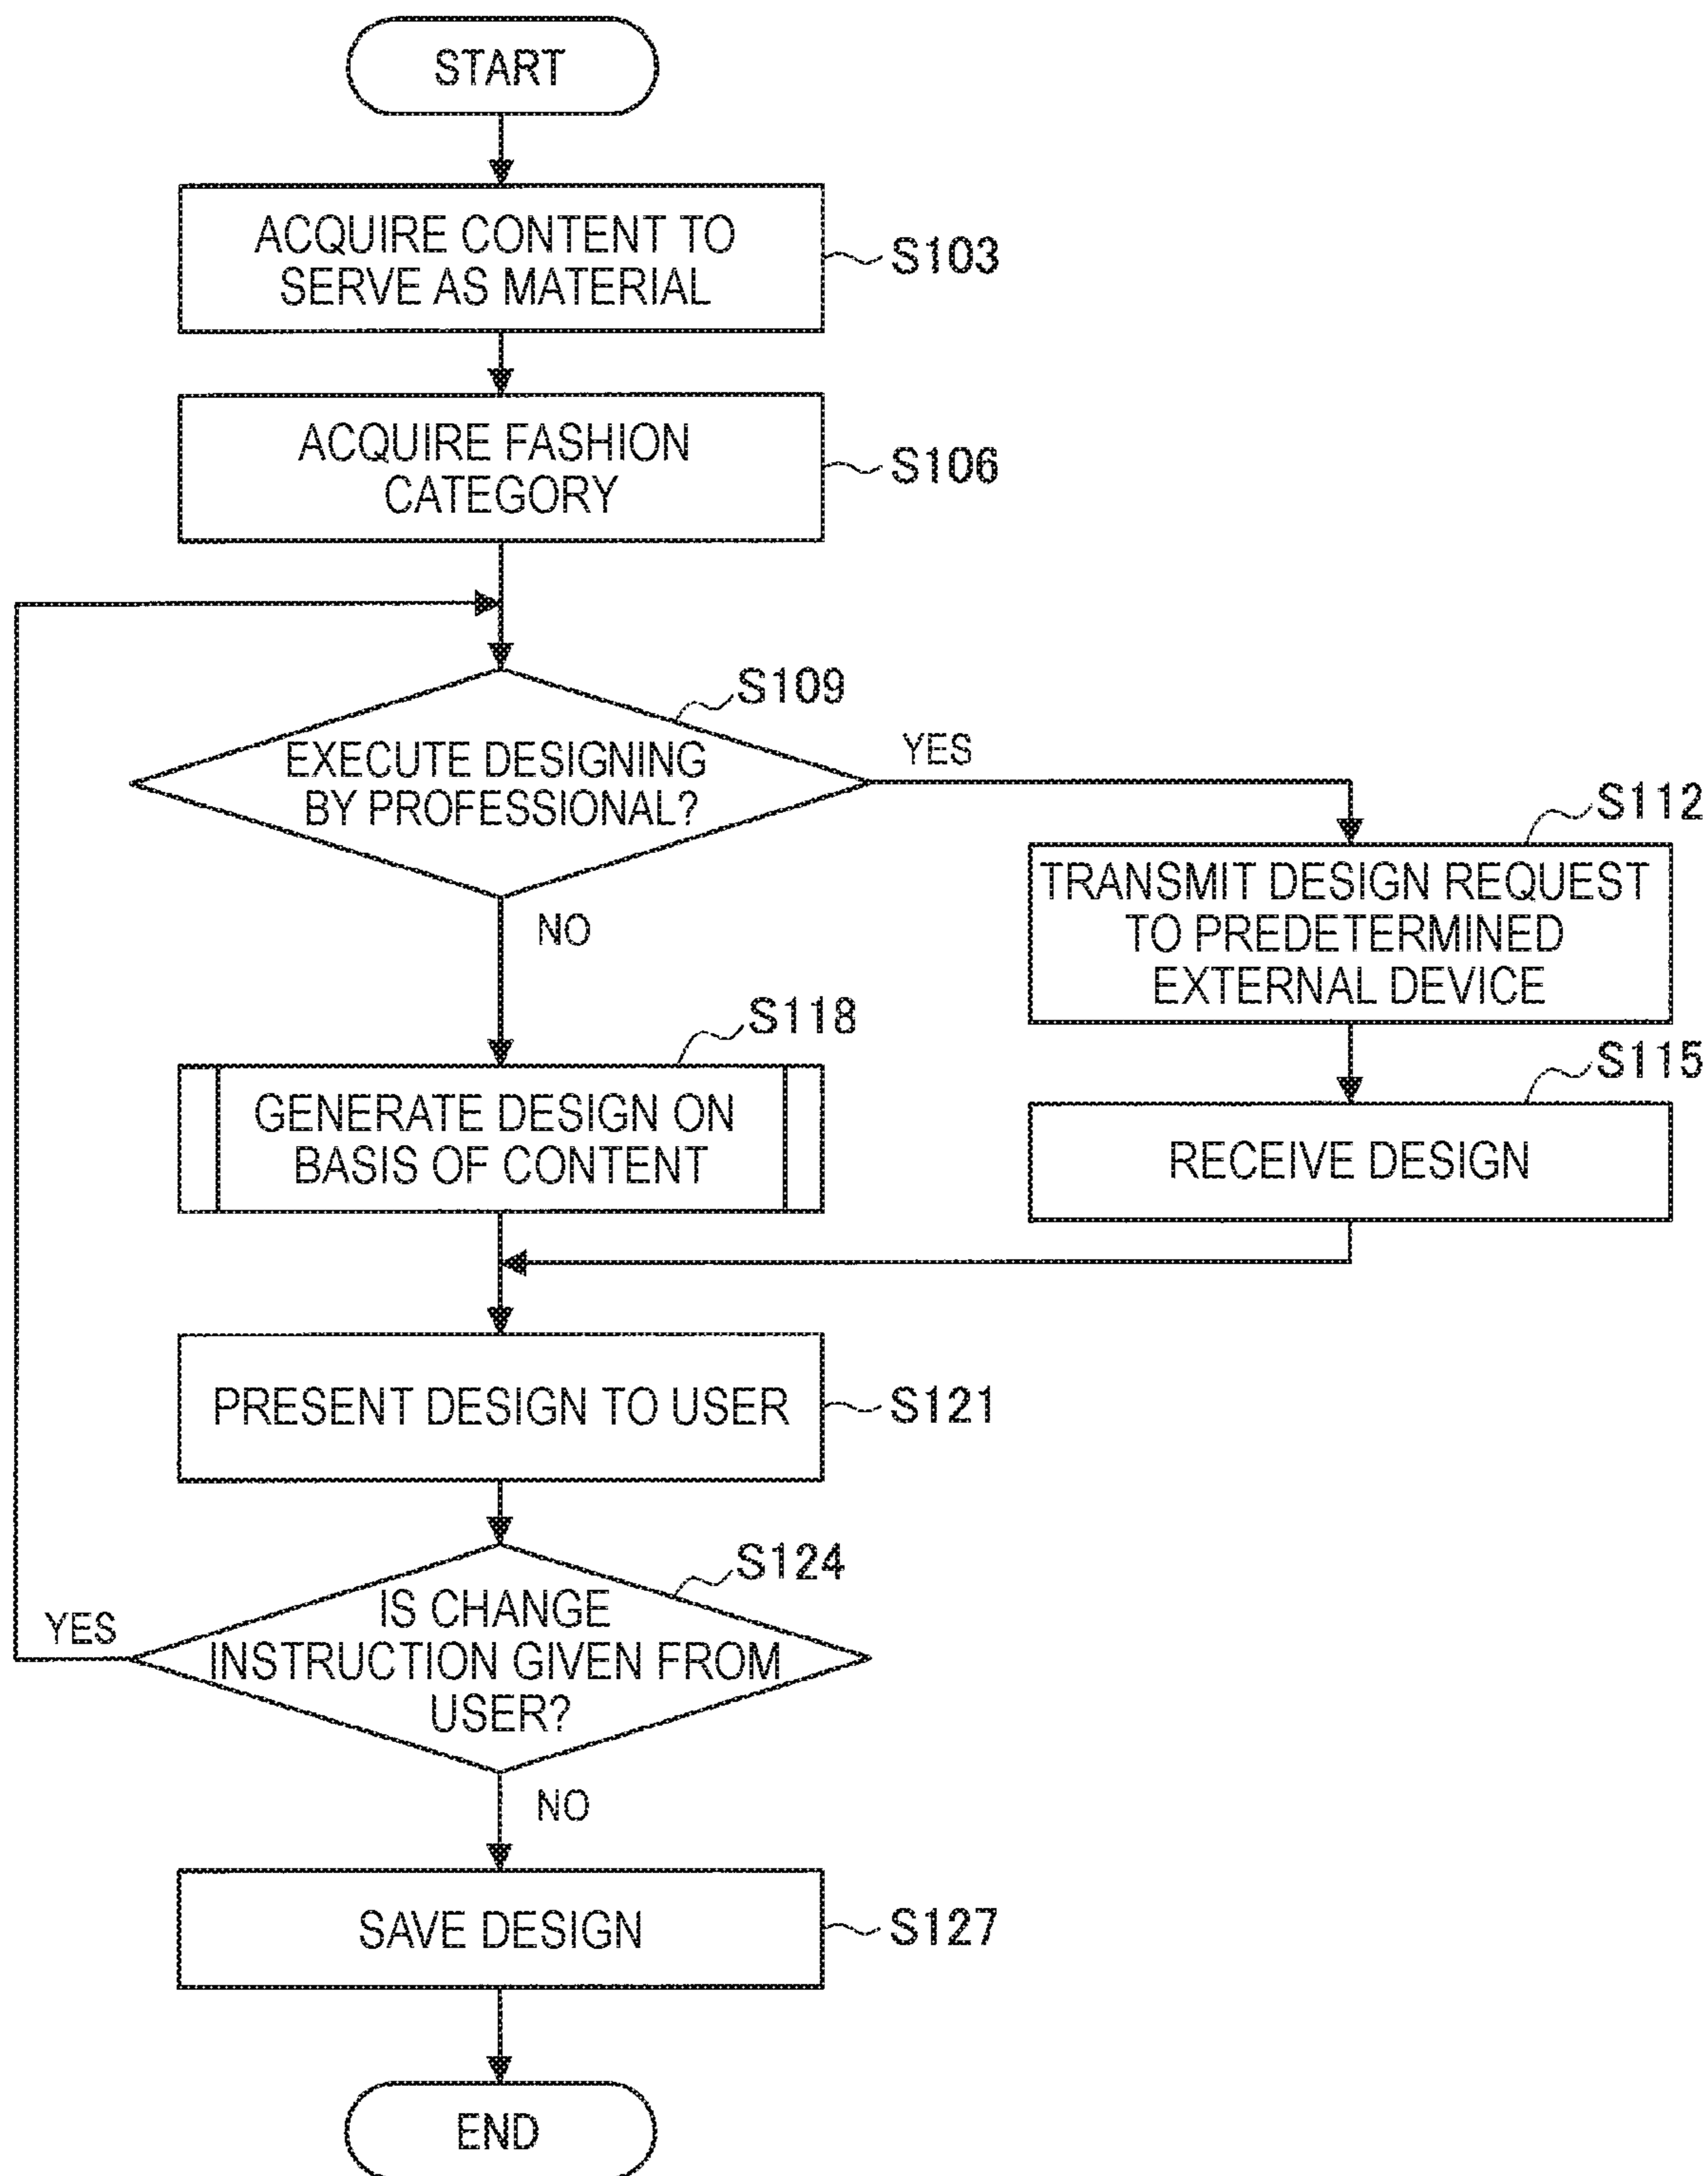 START
ACQUIRE CONTENT TO
SERVE AS MATERIAL
S103
ACQUIRE FASHION
CATEGORY
S106
S109
EXECUTE DESIGNING
BY PROFESSIONAL?
YES
NO
S112
TRANSMIT DESIGN REQUEST
TO PREDETERMINED
EXTERNAL DEVICE
S118
GENERATE DESIGN ON
BASIS OF CONTENT
S115
RECEIVE DESIGN
PRESENT DESIGN TO USER
S121
S124
IS CHANGE
INSTRUCTION GIVEN FROM
USER?
YES
NO
SAVE DESIGN
S127
END